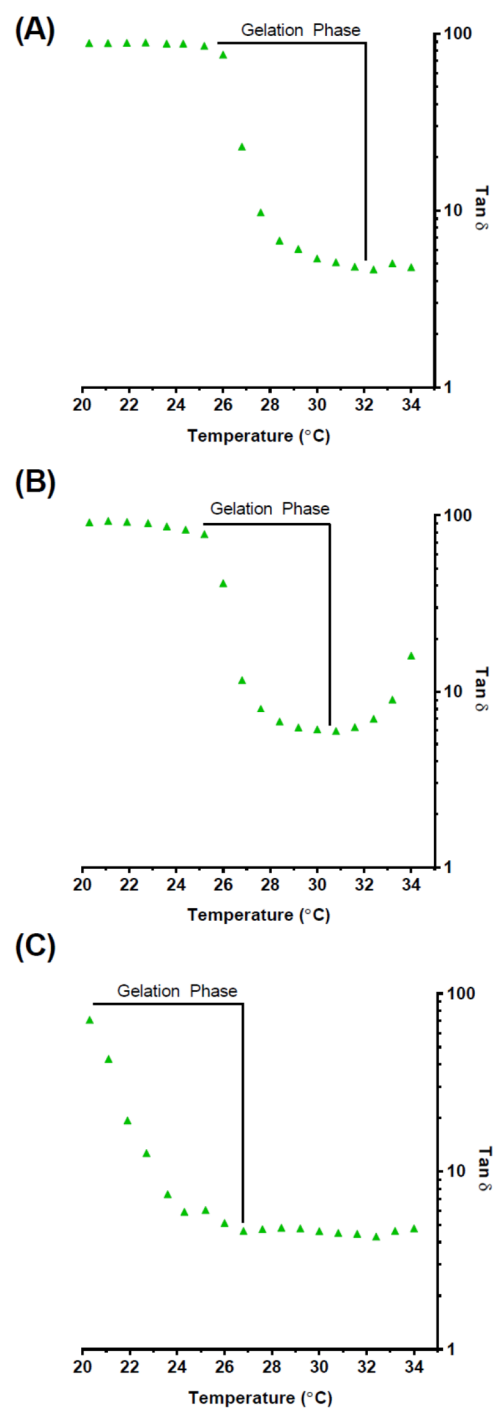 (A)
Gelation Phase
100
10
1
Tan δ
20 22 24 26 28 30 32 34
Temperature (°C)
(B)
Gelation Phase
100
10
1
Tan δ
20 22 24 26 28 30 32 34
Temperature (°C)
(C)
Gelation Phase
100
10
1
Tan δ
20 22 24 26 28 30 32 34
Temperature (°C)